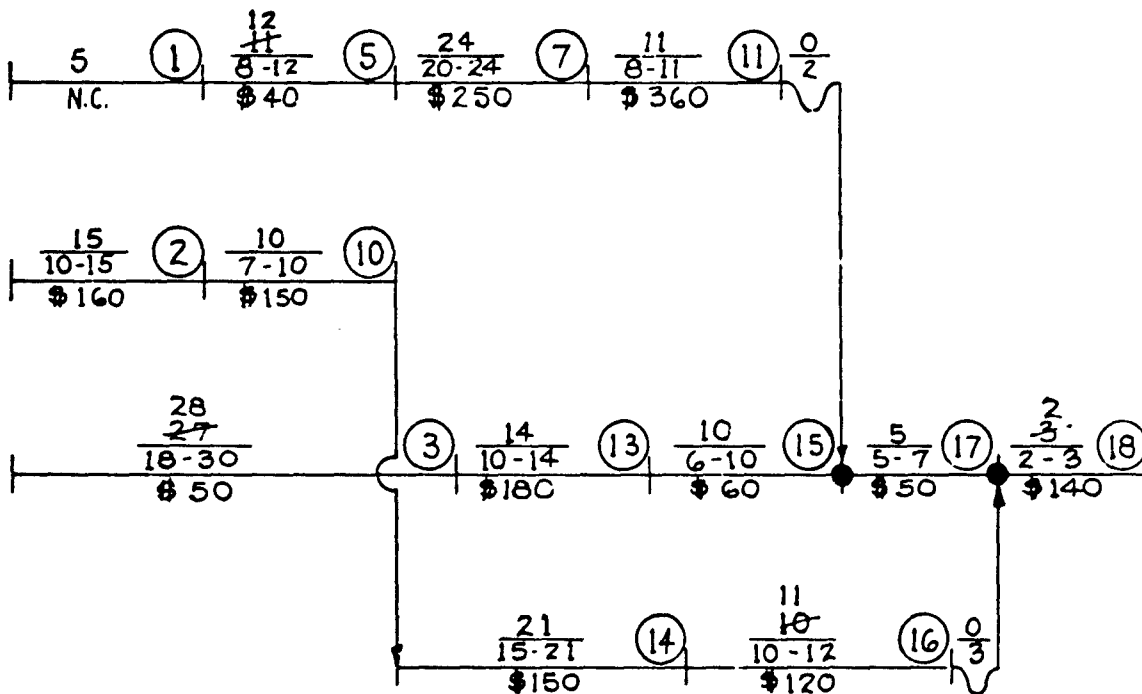 12
5 ① 11 ⑤ 24 ⑦ 11 ⑪ 0
8-12 20-24 8-11 2
N.C. $40 $250 $360
15 ② 10 ⑩
10-15 7-10
$160 $150
28 2
27 ③ 14 ⑬ 10 ⑮ 5 ⑰ 3 ⑱
18-30 10-14 6-10 5-7 2-3
$50 $180 $60 $50 $140
11
21 ⑭ 10 ⑯ 0
15-21 10-12 3
$150 $120